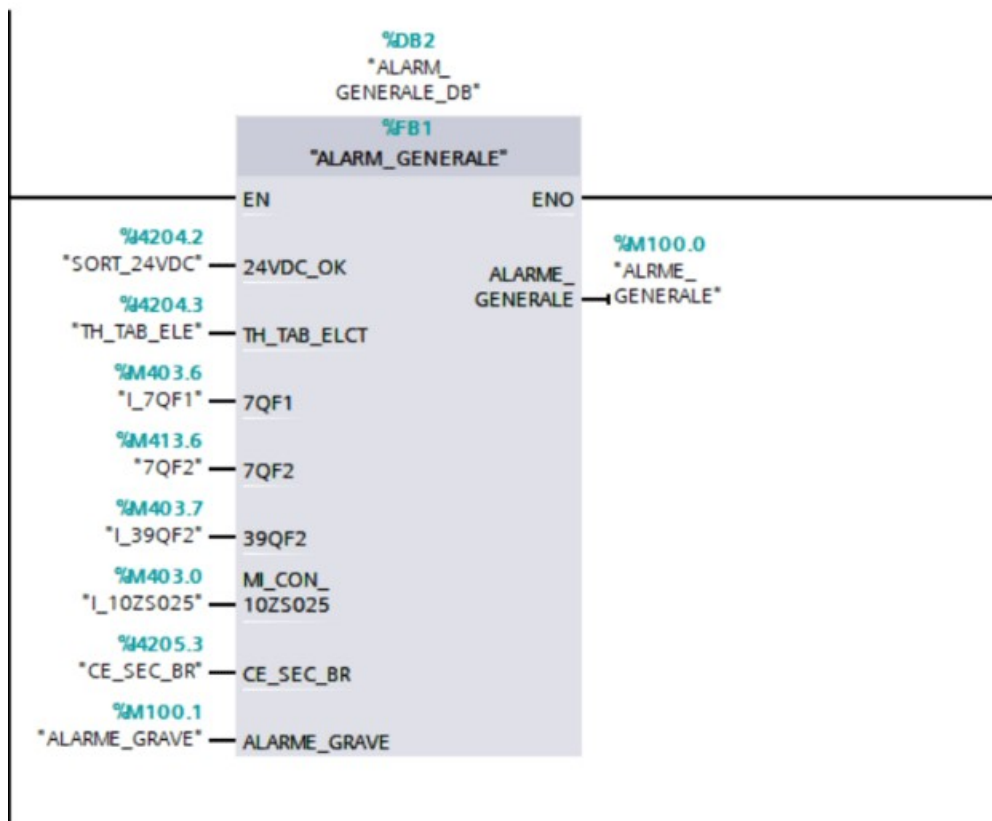 %DB2
"ALARM_
GENERALE_DB"
%FB1
"ALARM_GENERALE"
EN
ENO
%I4204.2
"SORT_24VDC"
24VDC_OK
ALARME_
GENERALE
%M100.0
"ALRME_
GENERALE"
%I4204.3
"TH_TAB_ELE"
TH_TAB_ELCT
%M403.6
"I_7QF1"
7QF1
%M413.6
"7QF2"
7QF2
%M403.7
"I_39QF2"
39QF2
%M403.0
"I_10ZS025"
MI_CON_
10ZS025
%I4205.3
"CE_SEC_BR"
CE_SEC_BR
%M100.1
"ALARME_GRAVE"
ALARME_GRAVE